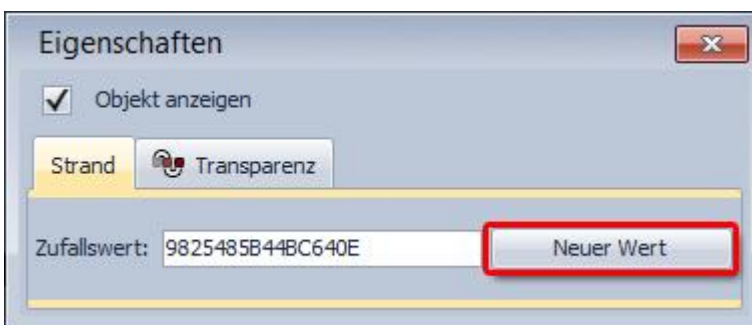 Eigenschaften
Objekt anzeigen
Strand Transparenz
Zufallswert: 9825485B44BC640E Neuer Wert